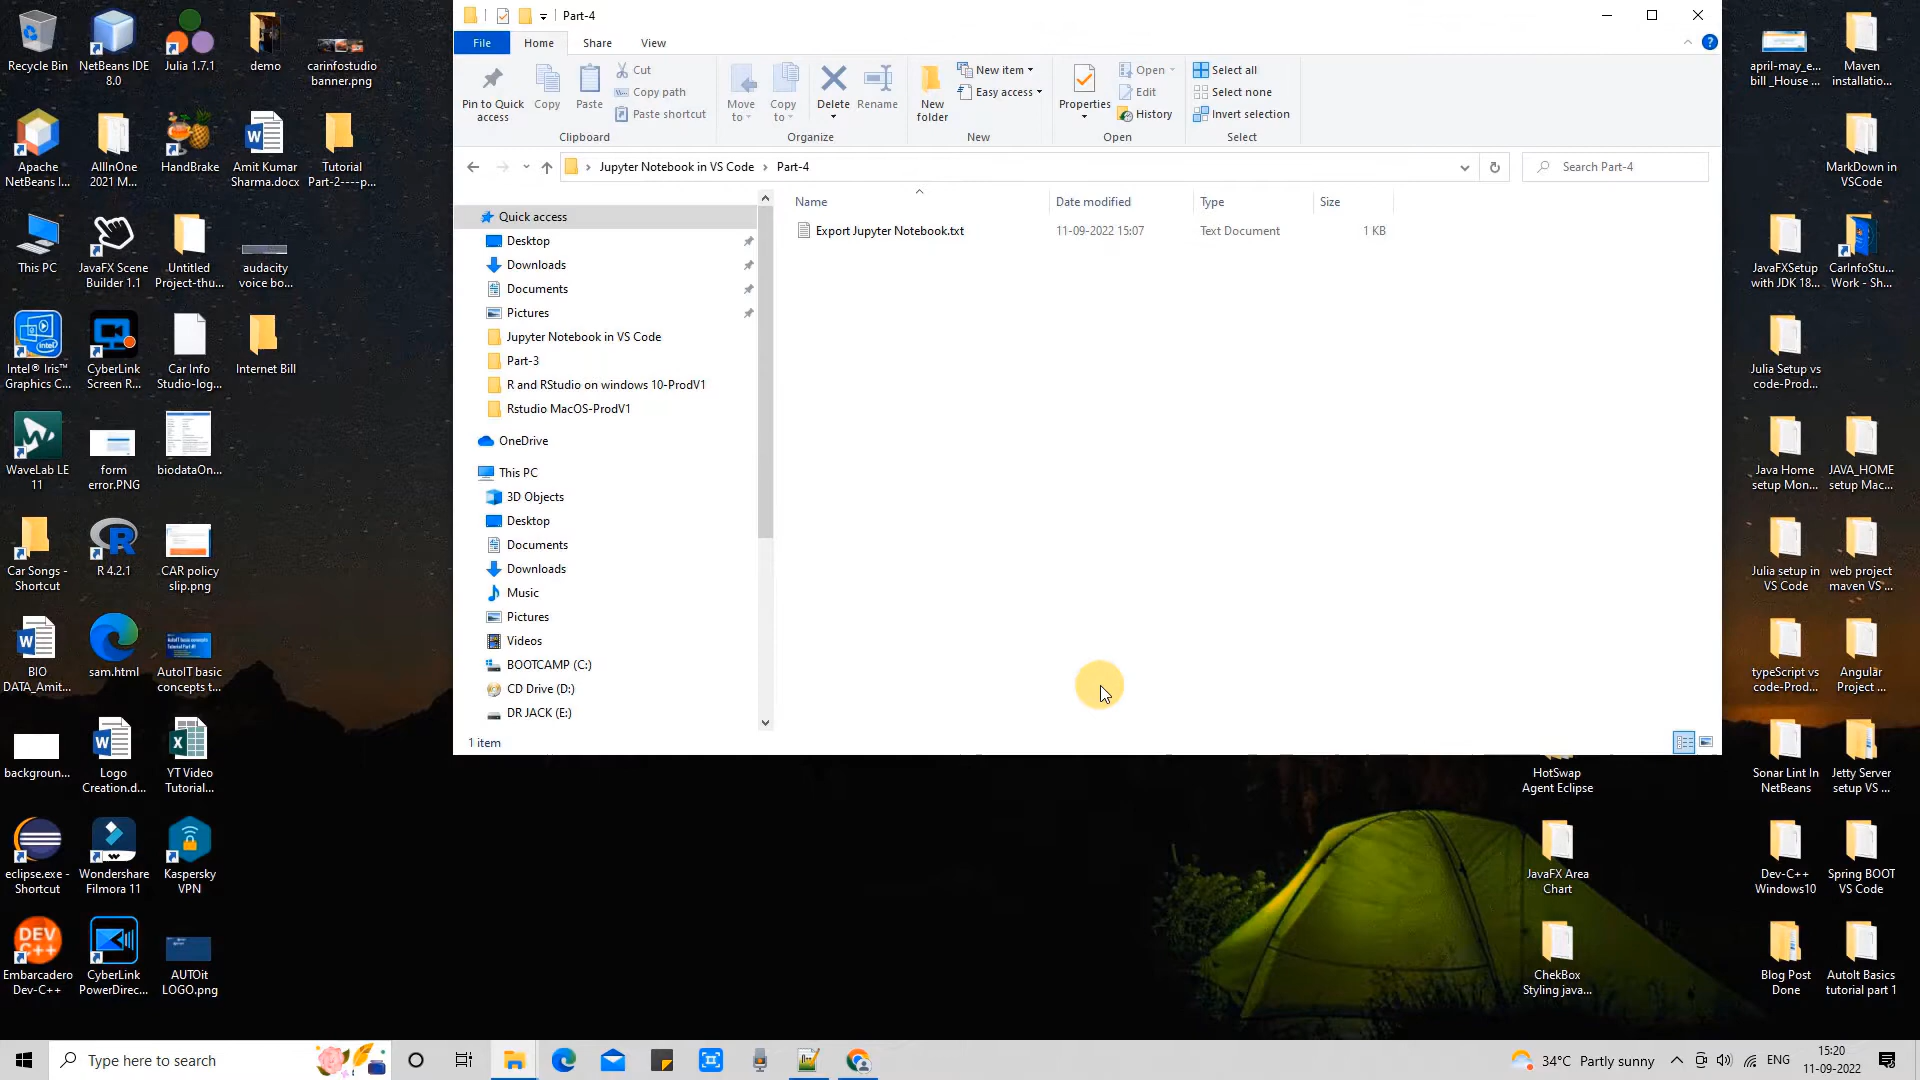 Part-4
File
Home
Share
View
Pin to Quick
access
Copy
Paste
Cut
Copy path
Paste shortcut
Clipboard
Move
to
Copy
to
Delete
Rename
Organize
New
folder
New item
Easy access
New
Properties
Open
Edit
History
Open
Select all
Select none
Invert selection
Select
Jupyter Notebook in VS Code
Part-4
Search Part-4
Name
Date modified
Type
Size
Export Jupyter Notebook.txt
11-09-2022 15:07
Text Document
1 KB
Quick access
Desktop
Downloads
Documents
Pictures
Jupyter Notebook in VS Code
Part-3
R and RStudio on windows 10-ProdV1
Rstudio MacOS-ProdV1
OneDrive
This PC
3D Objects
Desktop
Documents
Downloads
Music
Pictures
Videos
BOOTCAMP (C:)
CD Drive (D:)
DR JACK (E:)
1 item
Recycle Bin
NetBeans IDE
8.0
Julia 1.7.1
demo
carinfostudio
banner.png
Apache
NetBeans I...
AllInOne
2021 M...
HandBrake
Amit Kumar
Sharma.docx
Tutorial
Part-2----p...
This PC
JavaFX Scene
Builder 1.1
Untitled
Project-thu...
audacity
voice bo...
Intel® Iris™
Graphics C...
CyberLink
Screen R...
Car Info
Studio-log...
Internet Bill
WaveLab LE
11
form
error.PNG
biodataOn...
Car Songs -
Shortcut
R 4.2.1
CAR policy
slip.png
BIO
DATA_Amit...
sam.html
AutoIT basic
concepts t...
backgroun...
Logo
Creation.d...
YT Video
Tutorial...
eclipse.exe -
Shortcut
Wondershare
Filmora 11
Kaspersky
VPN
DEV
C++
Embarcadero
Dev-C++
CyberLink
PowerDirec...
AUTOit
LOGO.png
april-may_e...
bill _House ...
Maven
installatio...
MarkDown in
VSCode
JavaFXSetup
with JDK 18...
CarInfoStu...
Work - Sh...
Julia Setup vs
code-Prod...
Java Home
setup Mon...
JAVA_HOME
setup Mac...
Julia setup in
VS Code
web project
maven VS ...
typeScript vs
code-Prod...
Angular
Project ...
HotSwap
Agent Eclipse
Sonar Lint In
NetBeans
Jetty Server
setup VS ...
JavaFX Area
Chart
Dev-C++
Windows10
Spring BOOT
VS Code
ChekBox
Styling java...
Blog Post
Done
AutoIt Basics
tutorial part 1
Type here to search
34°C Partly sunny
ENG
15:20
11-09-2022